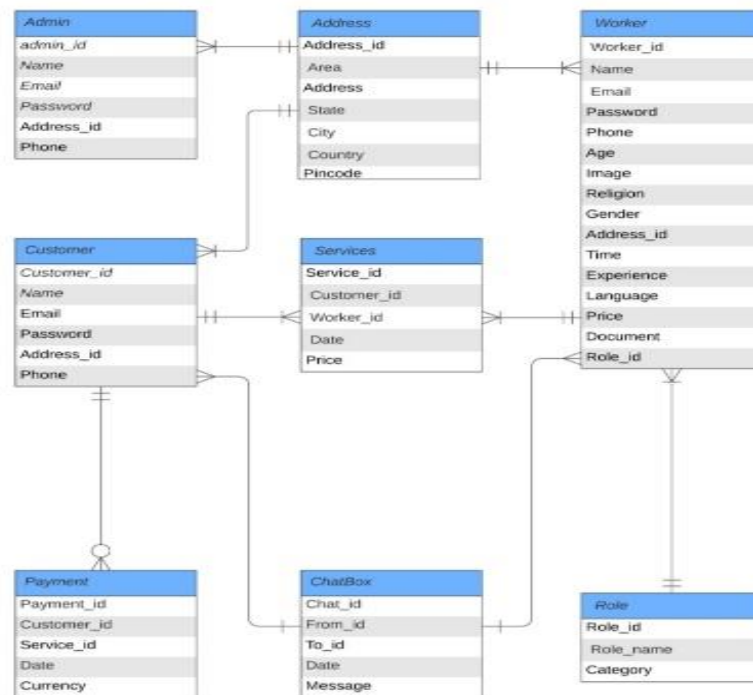 Admin
admin_id
Name
Email
Password
Address_id
Phone
Address
Address_id
Area
Address
State
City
Country
Pincode
Worker
Worker_id
Name
Email
Password
Phone
Age
Image
Religion
Gender
Address_id
Time
Experience
Language
Price
Document
Role_id
Customer
Customer_id
Name
Email
Password
Address_id
Phone
Services
Service_id
Customer_id
Worker_id
Date
Price
Payment
Payment_id
Customer_id
Service_id
Date
Currency
ChatBox
Chat_id
From_id
To_id
Date
Message
Role
Role_id
Role_name
Category